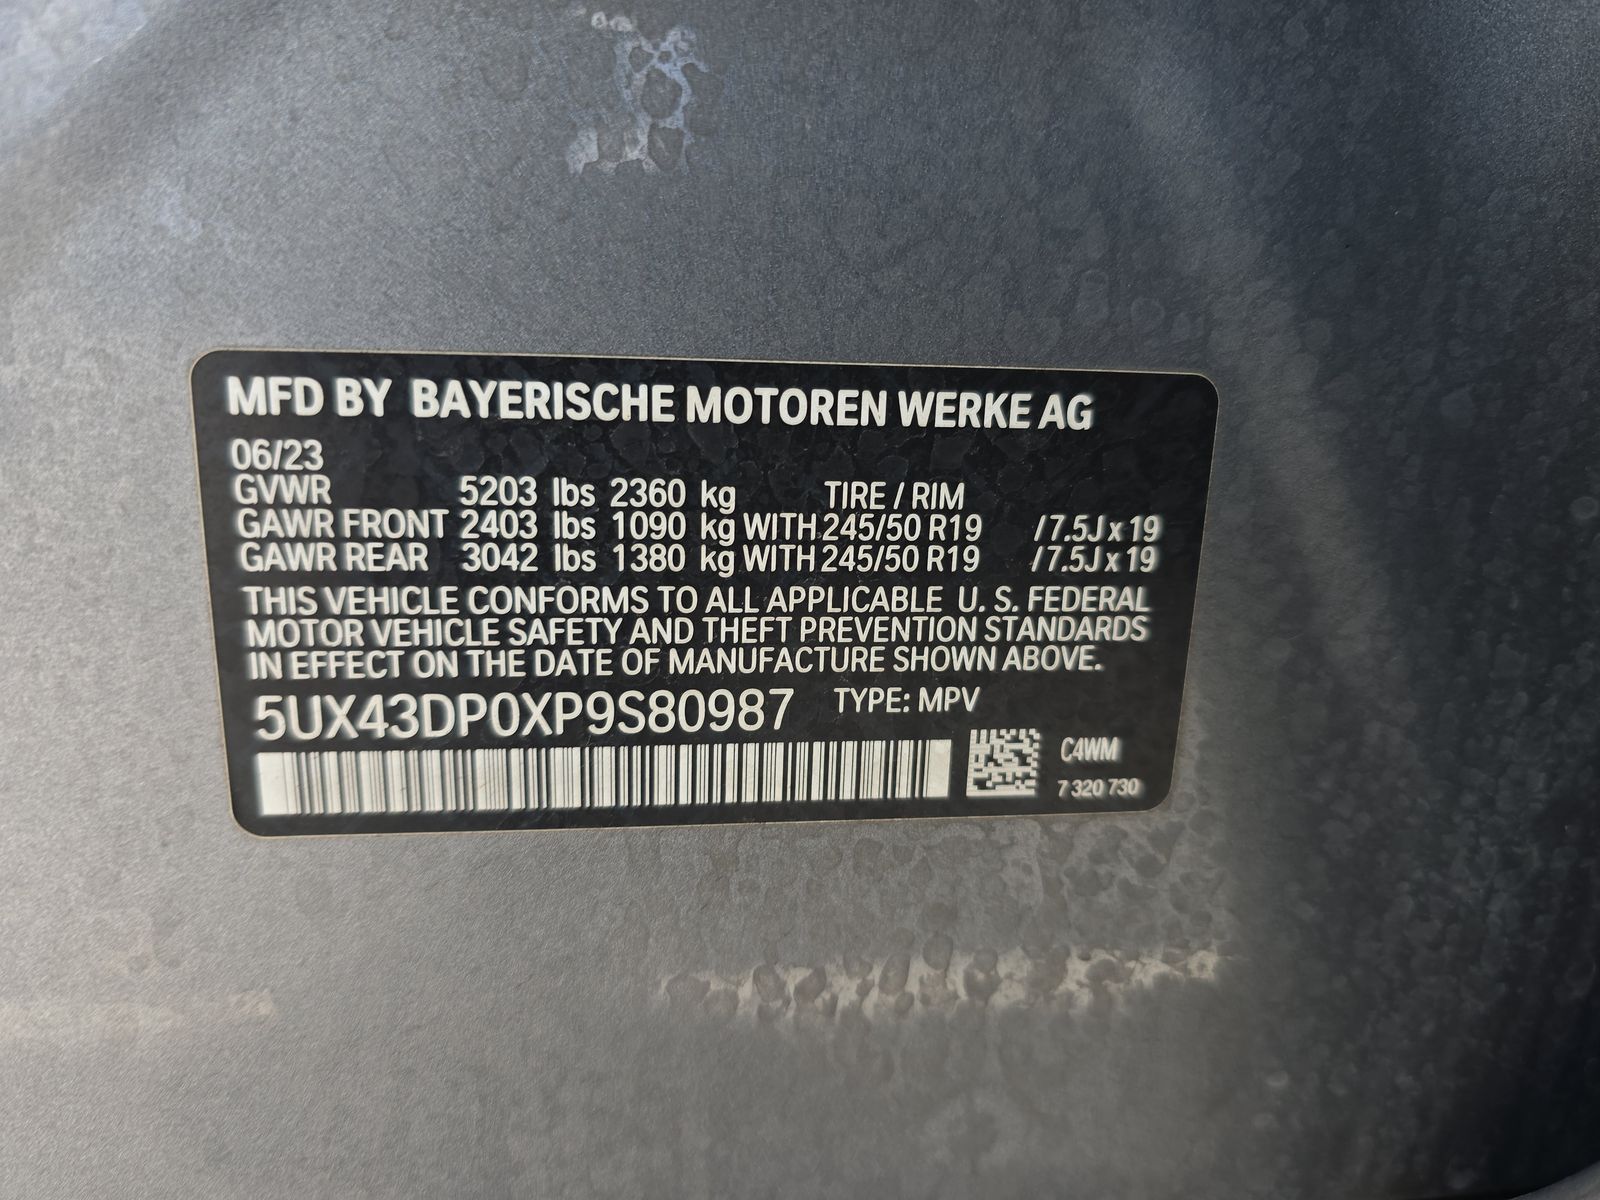 MFD BY BAYERISCHE MOTOREN WERKE AG
06/23
GVWR 5203 lbs 2360 kg TIRE / RIM
GAWR FRONT 2403 lbs 1090 kg WITH 245/50 R19 / 7.5J x 19
GAWR REAR 3042 lbs 1380 kg WITH 245/50 R19 / 7.5J x 19
THIS VEHICLE CONFORMS TO ALL APPLICABLE U. S. FEDERAL
MOTOR VEHICLE SAFETY AND THEFT PREVENTION STANDARDS
IN EFFECT ON THE DATE OF MANUFACTURE SHOWN ABOVE.
5UX43DP0XP9S80987 TYPE: MPV
C4WM
7 320 730